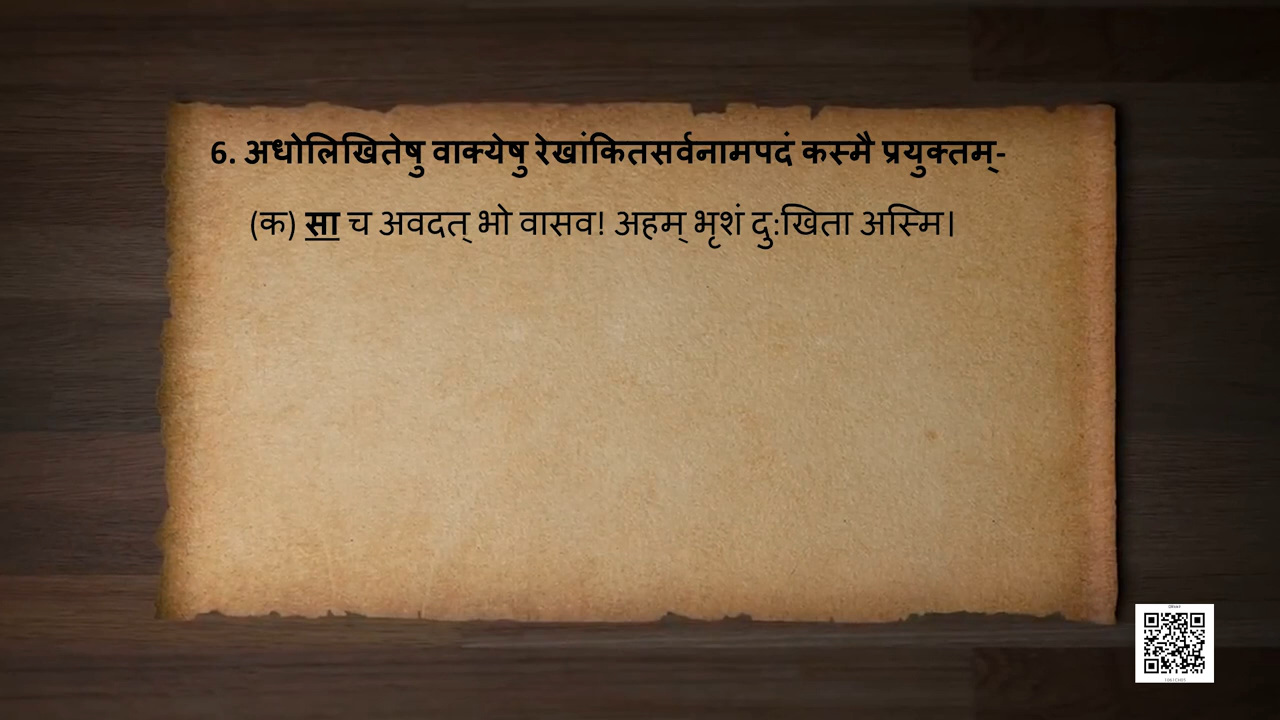 6. अधोलिखितेषु वाक्येषु रेखांकितसर्वनामपदं कस्मै प्रयुक्तम्-
(क) सा च अवदत् भो वासव! अहम् भृशं दु:खिता अस्मि।